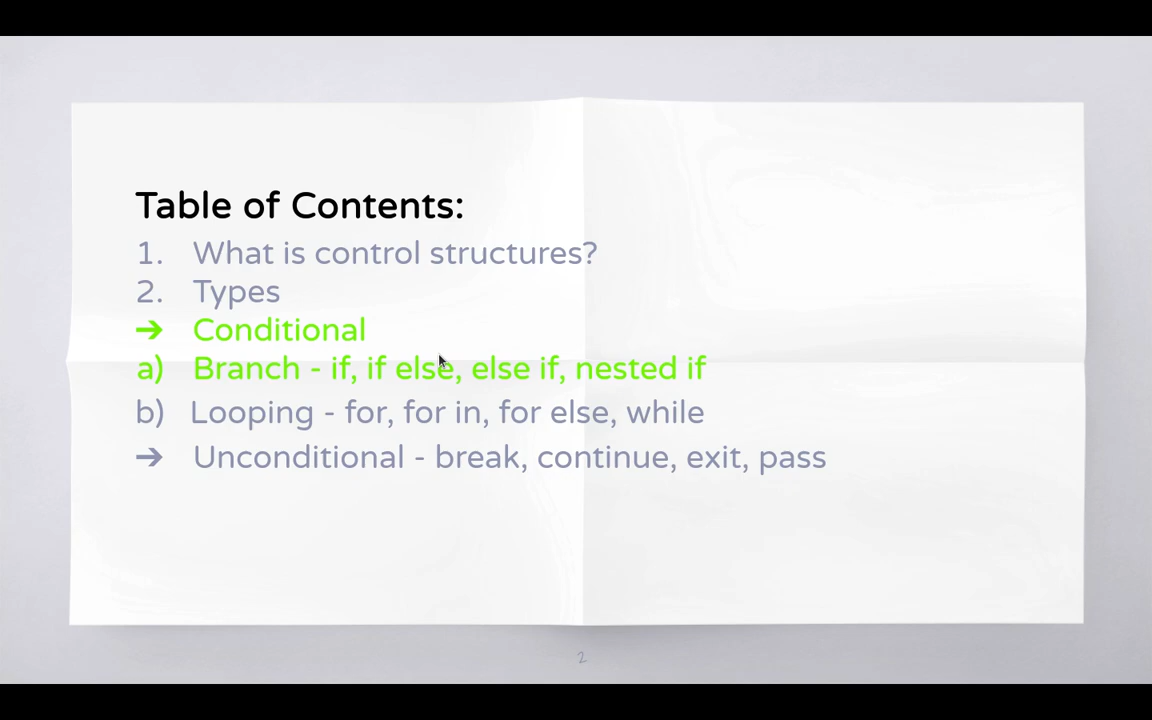 Table of Contents:
1. What is control structures?
2. Types
➔ Conditional
a) Branch - if, if else, else if, nested if
b) Looping - for, for in, for else, while
➔ Unconditional - break, continue, exit, pass
2